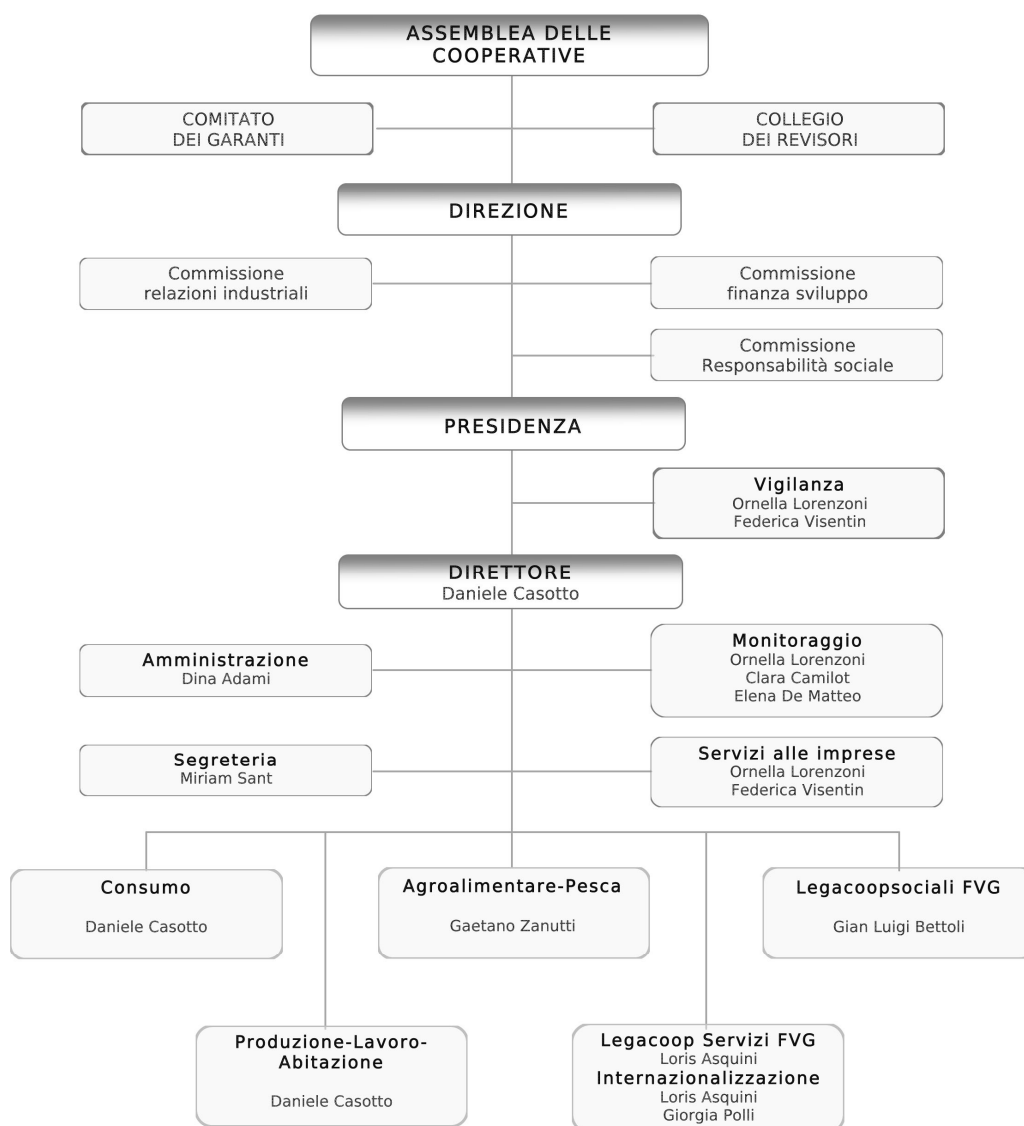 ASSEMBLEA DELLE
COOPERATIVE
COMITATO
DEI GARANTI
COLLEGIO
DEI REVISORI
DIREZIONE
Commissione
relazioni industriali
Commissione
finanza sviluppo
Commissione
Responsabilità sociale
PRESIDENZA
Vigilanza
Ornella Lorenzoni
Federica Visentin
DIRETTORE
Daniele Casotto
Amministrazione
Dina Adami
Monitoraggio
Ornella Lorenzoni
Clara Camilot
Elena De Matteo
Segreteria
Miriam Sant
Servizi alle imprese
Ornella Lorenzoni
Federica Visentin
Consumo
Daniele Casotto
Agroalimentare-Pesca
Gaetano Zanutti
Legacoopsociali FVG
Gian Luigi Bettoli
Produzione-Lavoro-
Abitazione
Daniele Casotto
Legacoop Servizi FVG
Loris Asquini
Internazionalizzazione
Loris Asquini
Giorgia Polli